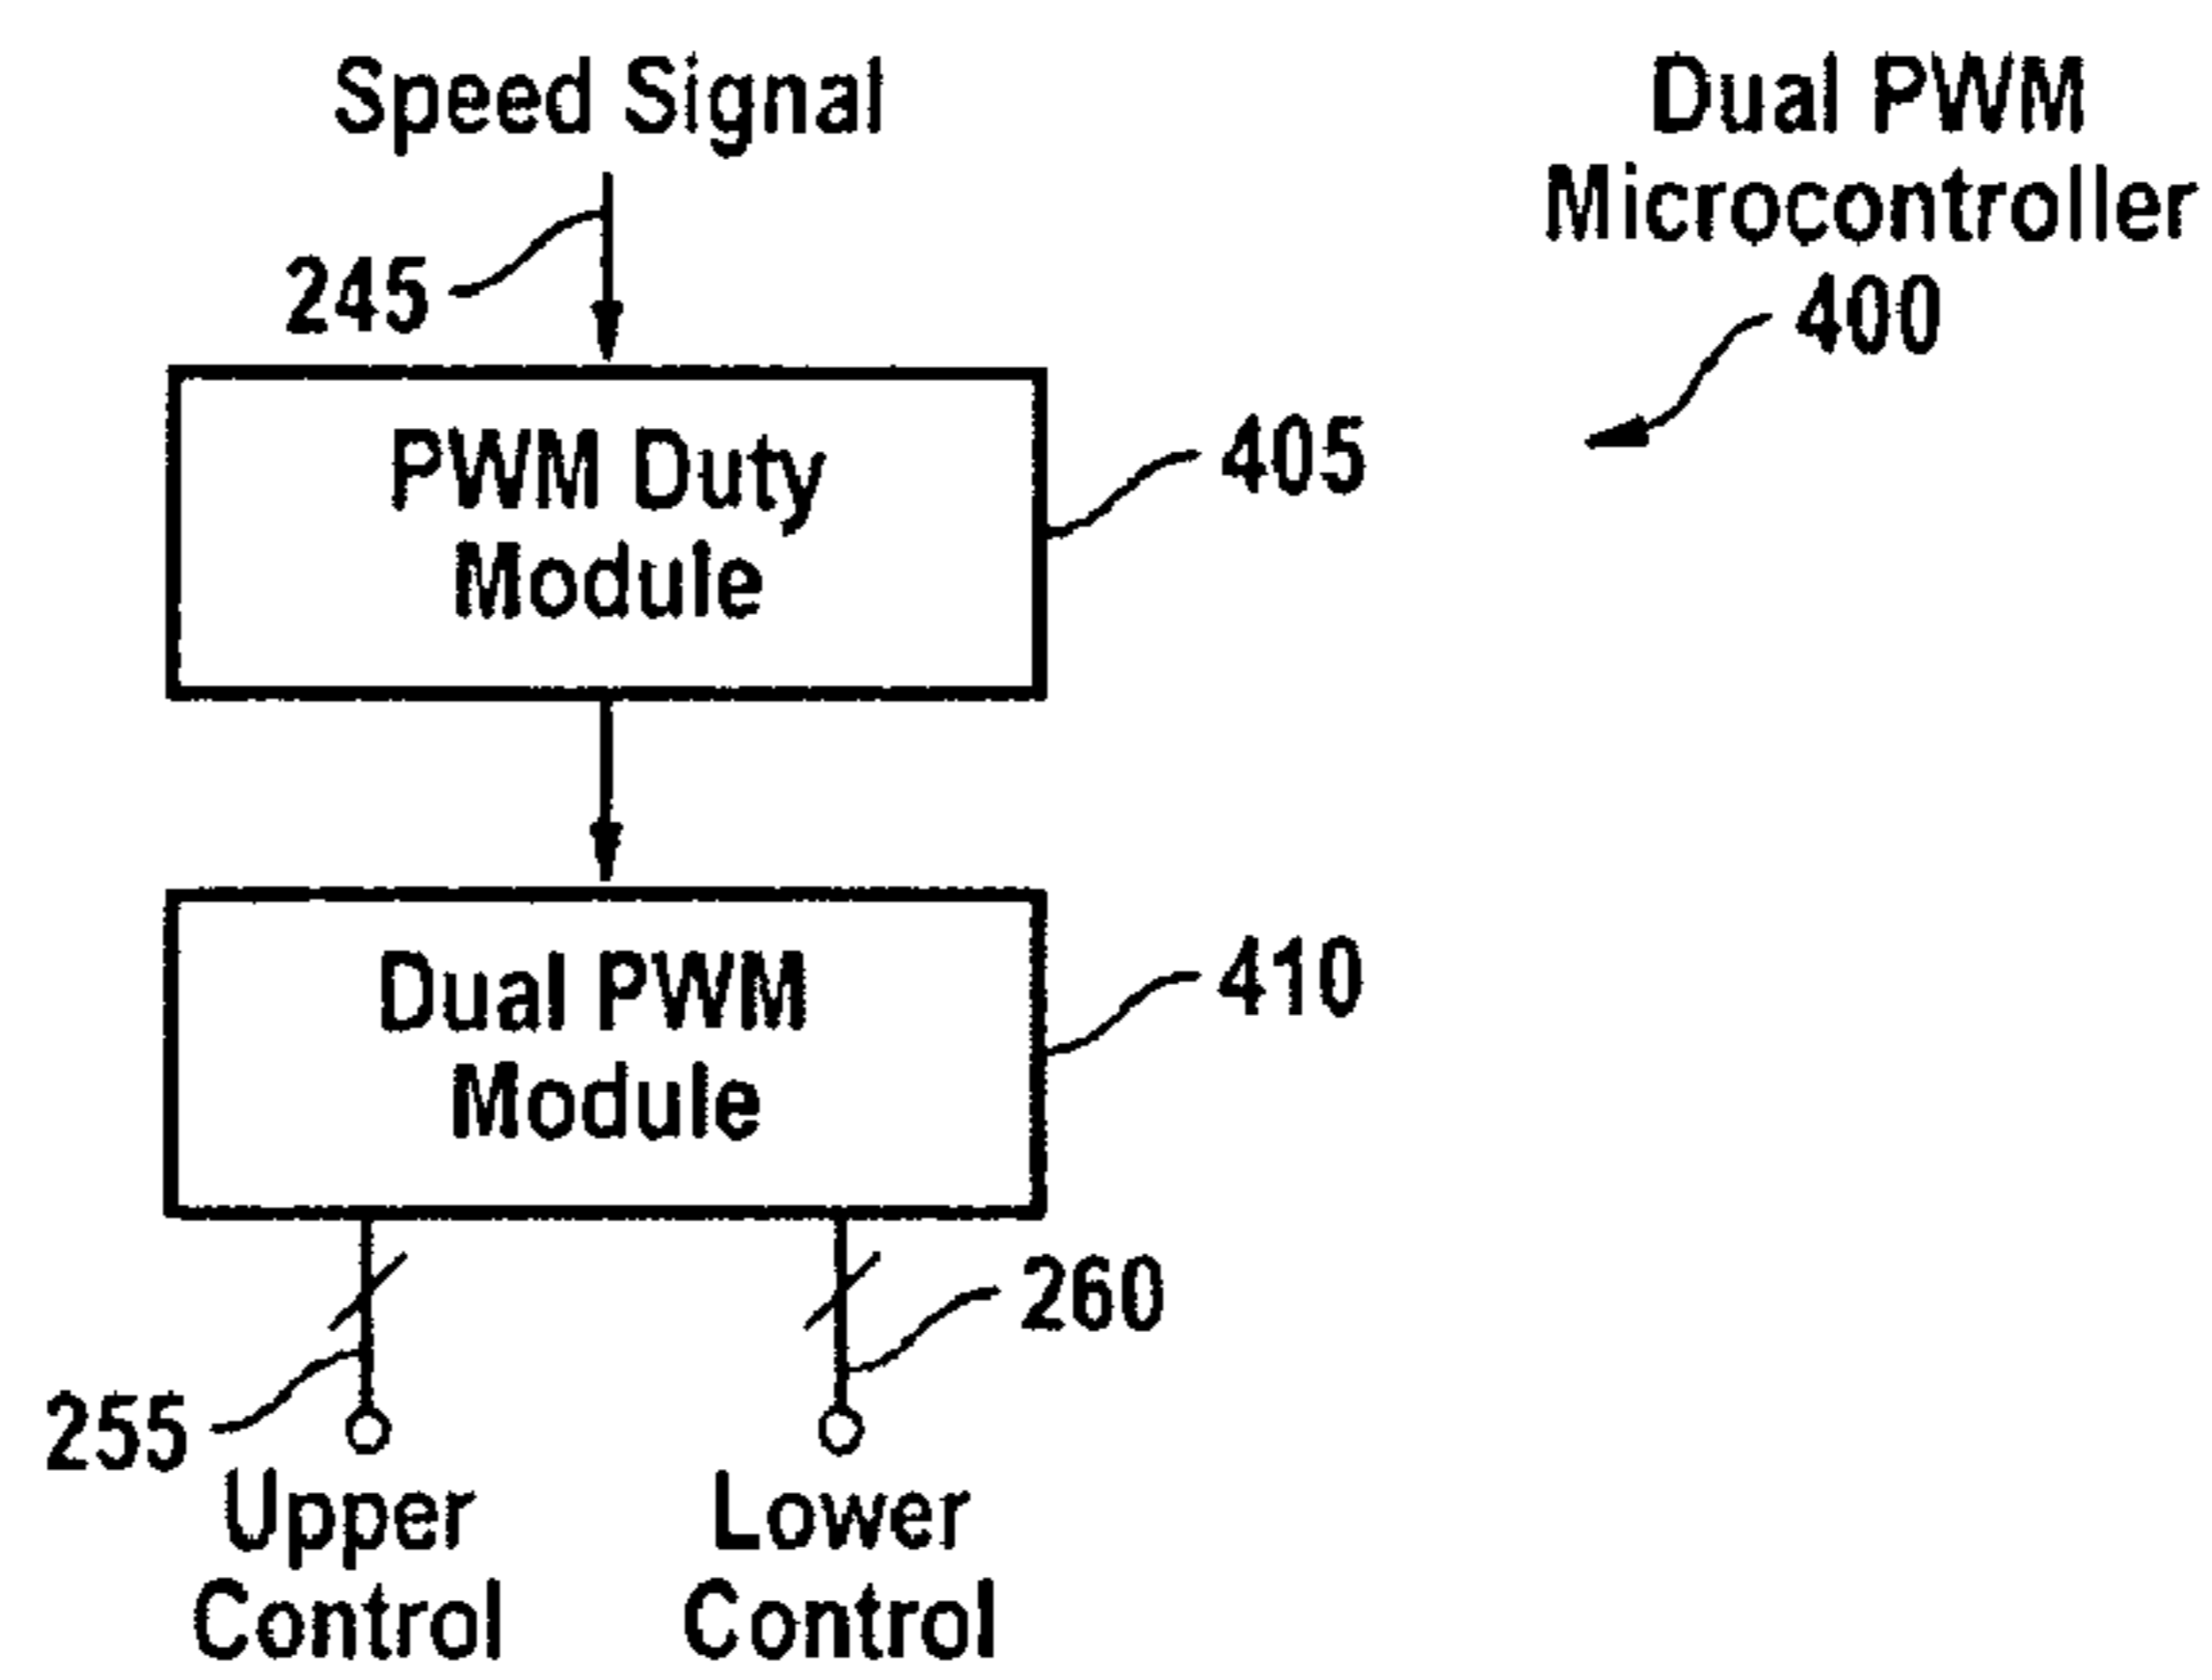 Speed Signal
Dual PWM
Microcontroller
400
245
PWM Duty
Module
405
Dual PWM
Module
410
260
255
Upper
Control
Lower
Control